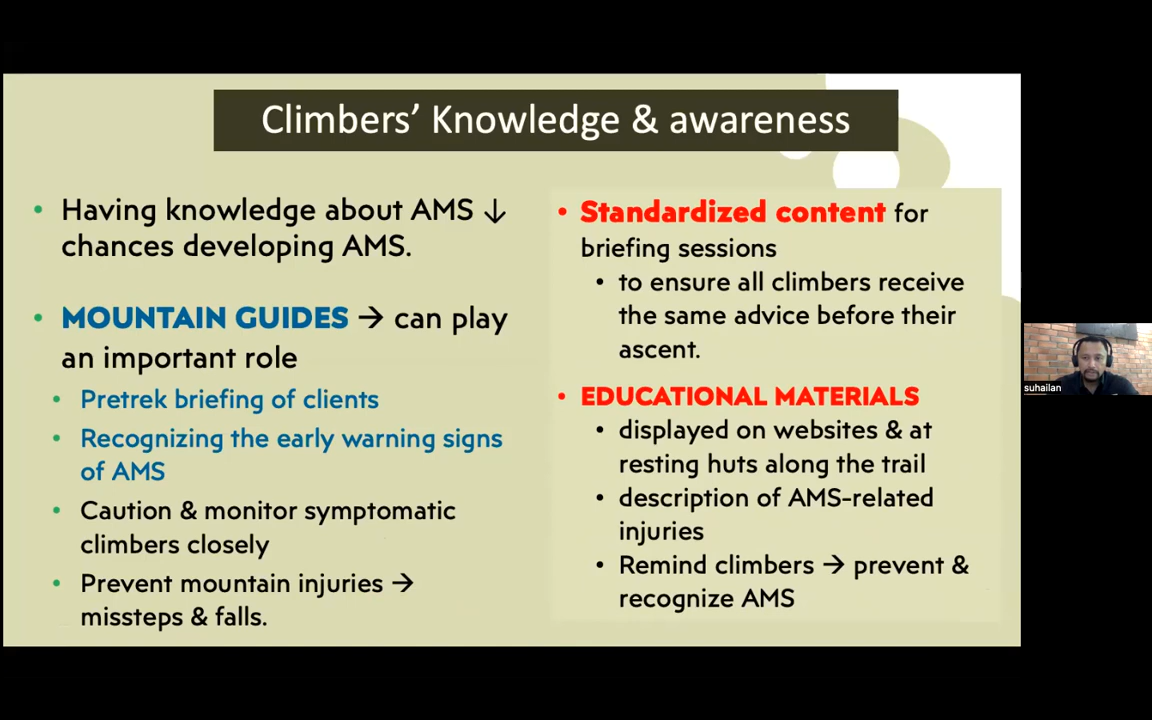 Climbers’ Knowledge & awareness
• Having knowledge about AMS ↓
chances developing AMS.
• MOUNTAIN GUIDES → can play
an important role
• Pretrek briefing of clients
• Recognizing the early warning signs
of AMS
• Caution & monitor symptomatic
climbers closely
• Prevent mountain injuries →
missteps & falls.
• Standardized content for
briefing sessions
• to ensure all climbers receive
the same advice before their
ascent.
• EDUCATIONAL MATERIALS
• displayed on websites & at
resting huts along the trail
• description of AMS-related
injuries
• Remind climbers → prevent &
recognize AMS
suhailan